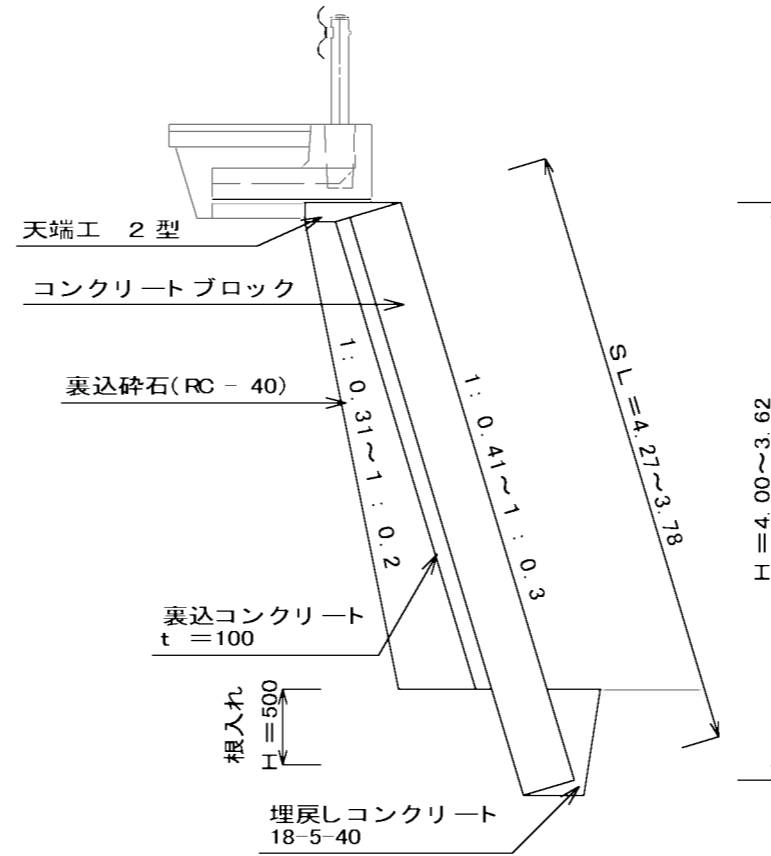 天端工 2型
コンクリートブロック
裏込砕石(RC - 40)
1: 0.31～1 : 0.2
1: 0.41～1 : 0.3
SL=4.27～3.78
H=4.00～3.62
裏込コンクリート
t =100
根入れ
H=500
埋戻しコンクリート
18-5-40